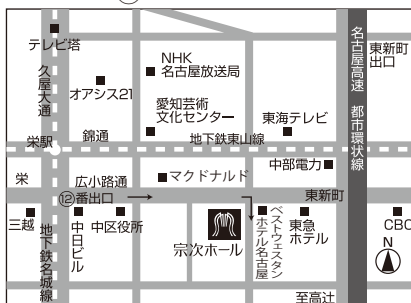 テレビ塔
久屋大通
オアシス21
NHK
名古屋放送局
愛知芸術
文化センター
東海テレビ
名古屋高速 都市環状線
東新町
出口
栄駅
錦通
地下鉄東山線
中部電力
栄
広小路通
マクドナルド
東新町
⑫番出口
三越
地下鉄名城線
中日ビル
中区役所
宗次ホール
ベストウェスタン
ホテル名古屋
東急
ホテル
CBC
N
至高辻